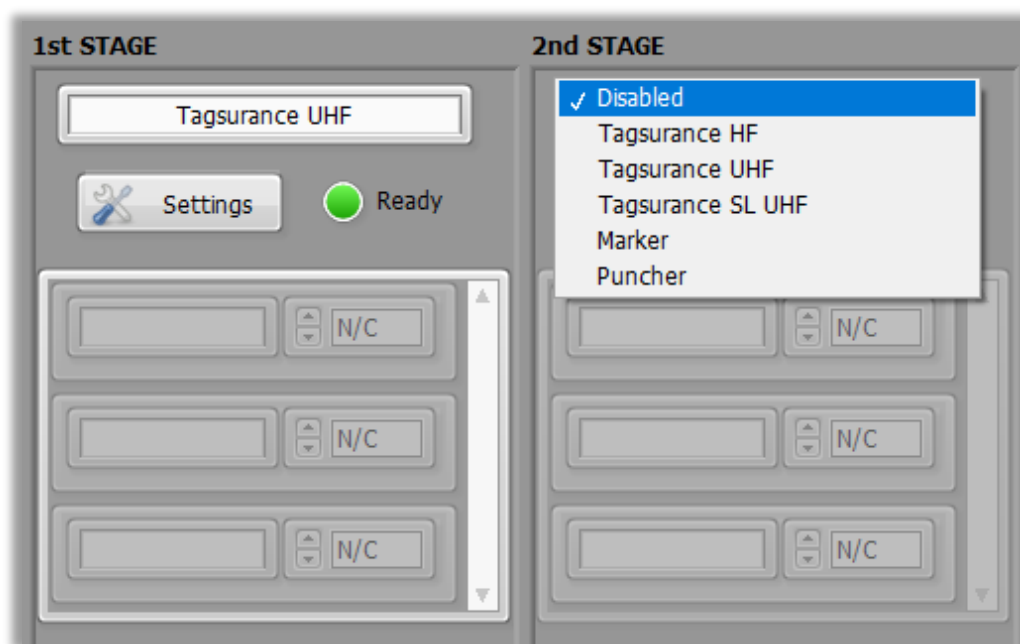 1st STAGE
Tagsurance UHF
Settings
Ready
N/C
N/C
N/C
2nd STAGE
Disabled
Tagsurance HF
Tagsurance UHF
Tagsurance SL UHF
Marker
Puncher
N/C
N/C
N/C